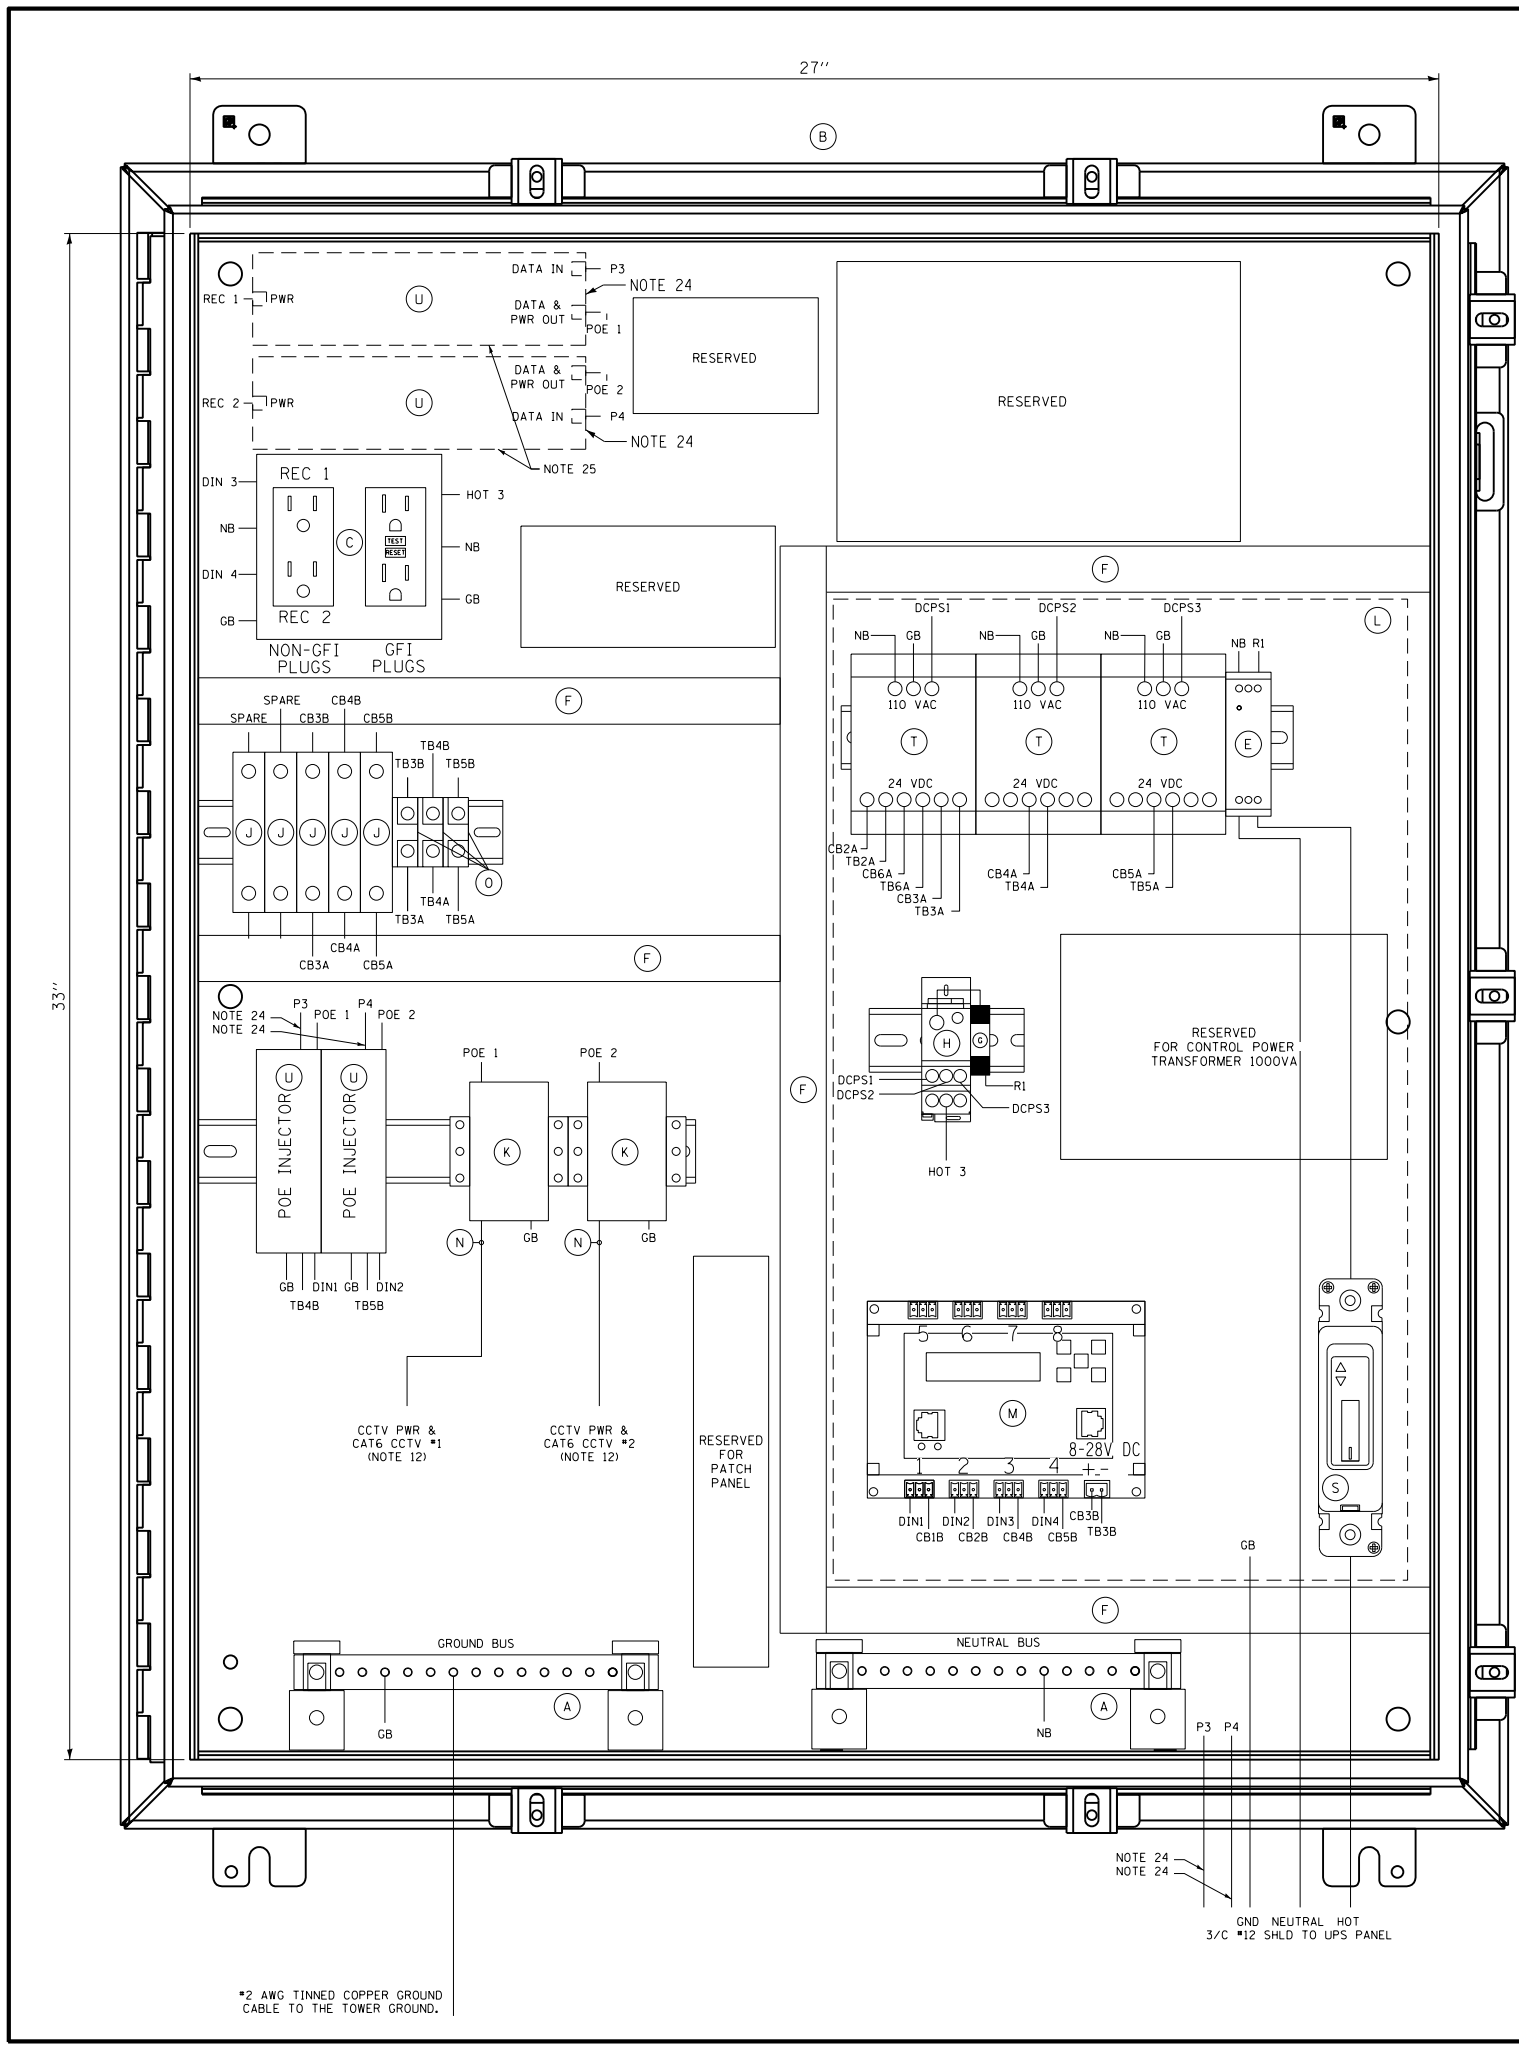 27''
B
DATA IN
P3
NOTE 24
REC 1
PWR
U
DATA &
PWR OUT
POE 1
RESERVED
RESERVED
DATA &
PWR OUT
POE 2
REC 2
PWR
U
DATA IN
P4
NOTE 24
NOTE 25
DIN 3
REC 1
HOT 3
NB
C
TEST
RESET
NB
DIN 4
GB
REC 2
GB
NON-GFI
PLUGS
GFI
PLUGS
RESERVED
F
DCPS1
DCPS2
DCPS3
L
NB
GB
NB
GB
NB
GB
NB R1
110 VAC
110 VAC
110 VAC
T
T
T
E
24 VDC
24 VDC
24 VDC
CB2A
TB2A
CB6A
TB6A
CB3A
TB3A
CB4A
TB4A
CB5A
TB5A
F
SPARE
CB4B
SPARE
CB3B
CB5B
TB4B
TB3B
TB5B
J
J
J
J
J
O
TB4A
TB3A
TB5A
CB4A
CB3A
CB5A
F
33''
P3
P4
NOTE 24
NOTE 24
POE 1
POE 2
U
U
POE INJECTOR
POE INJECTOR
POE 1
POE 2
K
K
N
GB
N
GB
GB
DIN1
GB
DIN2
TB4B
TB5B
F
H
G
DCPS1
DCPS2
R1
DCPS3
HOT 3
RESERVED
FOR CONTROL POWER
TRANSFORMER 1000VA
CCTV PWR &
CAT6 CCTV #1
(NOTE 12)
CCTV PWR &
CAT6 CCTV #2
(NOTE 12)
RESERVED
FOR
PATCH
PANEL
5
6
7
8
M
8-28V DC
1
2
3
4
+ -
DIN1
DIN2
DIN3
DIN4
CB3B
CB1B
CB2B
CB4B
CB5B
TB3B
S
GB
F
GROUND BUS
NEUTRAL BUS
A
A
GB
NB
P3
P4
NOTE 24
NOTE 24
GND NEUTRAL HOT
3/C #12 SHLD TO UPS PANEL
#2 AWG TINNED COPPER GROUND
CABLE TO THE TOWER GROUND.